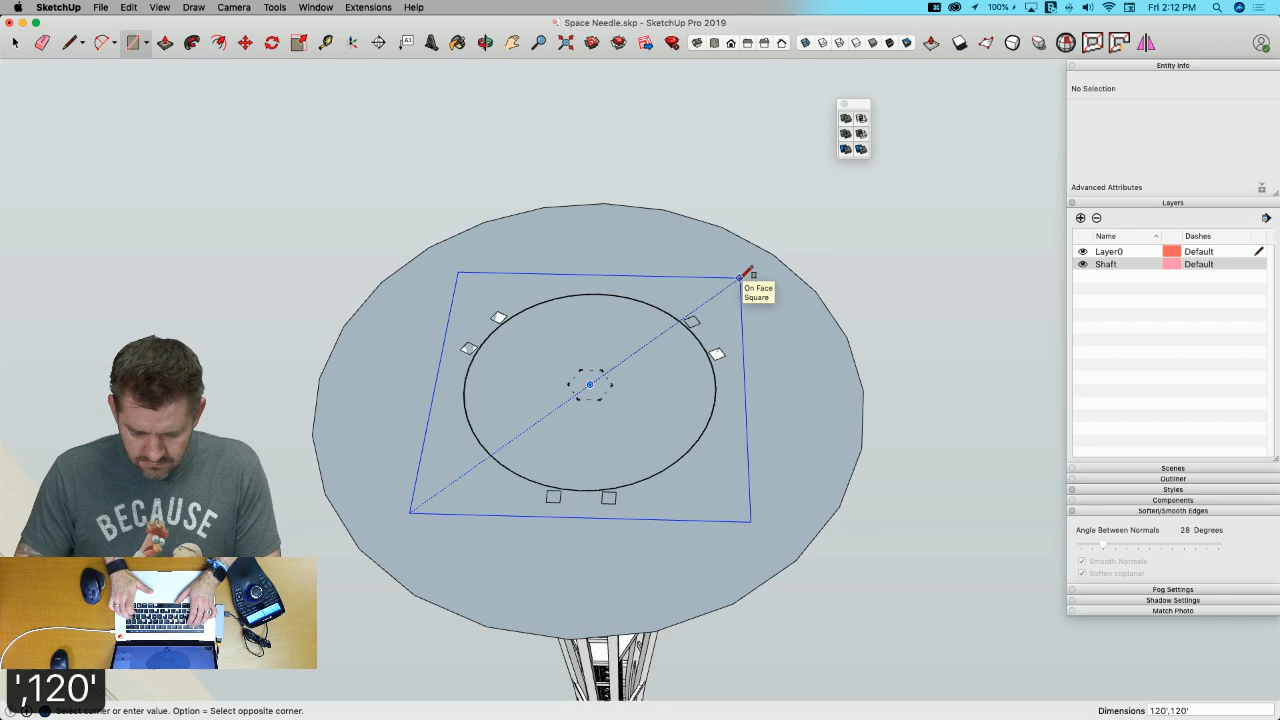 SketchUp File Edit View Draw Camera Tools Window Extensions Help 100% Fri 2:12 PM
Space Needle.skp - SketchUp Pro 2019
Entity Info
No Selection
Advanced Attributes
Layers
Name Dashes
Layer0 Default
Shaft Default
On Face
Square
Scenes
Outliner
Styles
Components
Soften/Smooth Edges
Angle Between Normals 28 Degrees
Smooth Normals
Soften coplanar
Fog Settings
Shadow Settings
Match Photo
BECAUSE
',120'
Select corner or enter value. Option = Select opposite corner.
Dimensions 120',120'